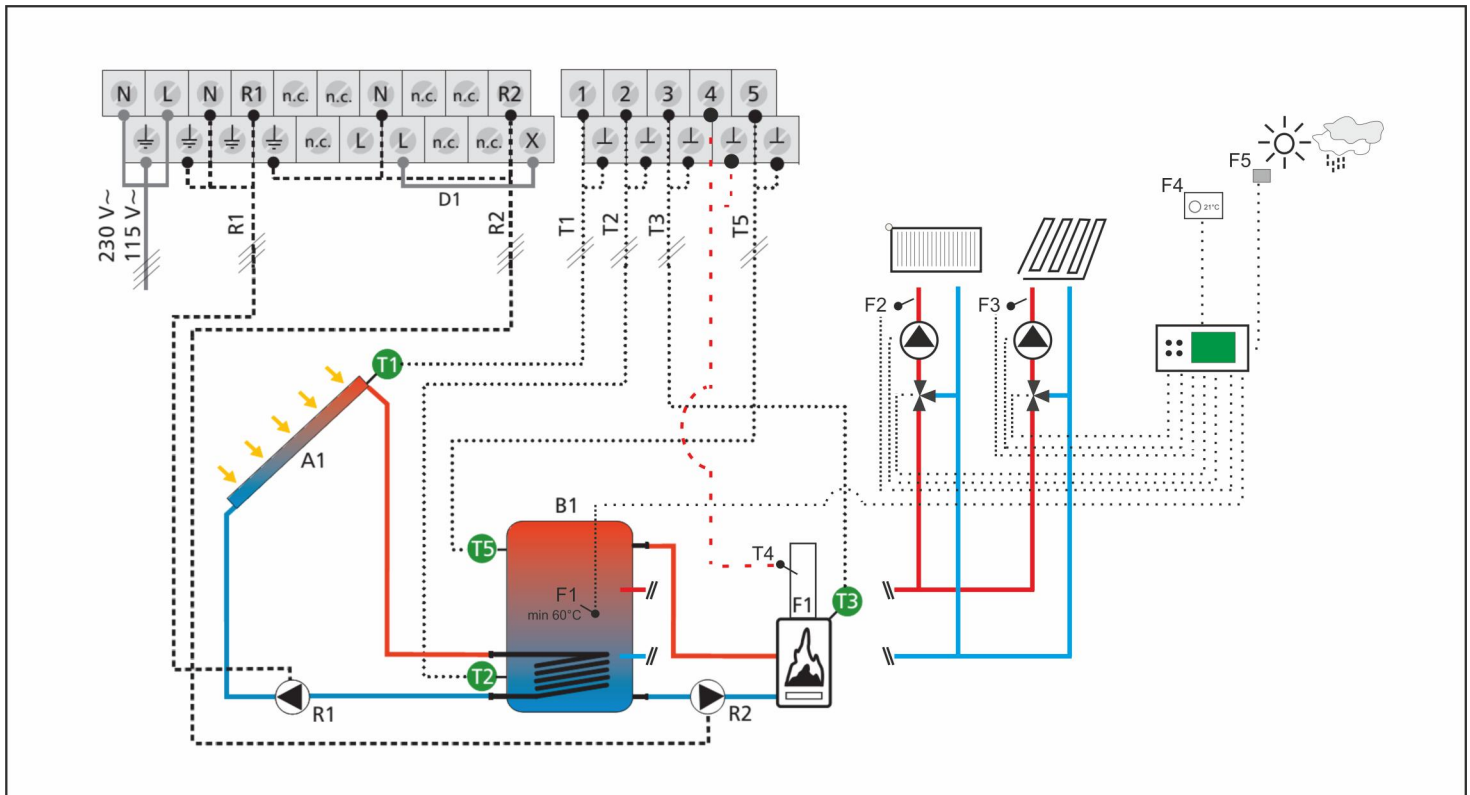 N L N R1 n.c. n.c. N n.c. n.c. R2
n.c. L L n.c. n.c. X
1 2 3 4 5
D1
230 V~
115 V~
R1
R2
T1
T2
T3
T5
F5
F4
21°C
F2
F3
T1
A1
B1
T5
T4
F1
min 60°C
F1
T3
T2
R1
R2